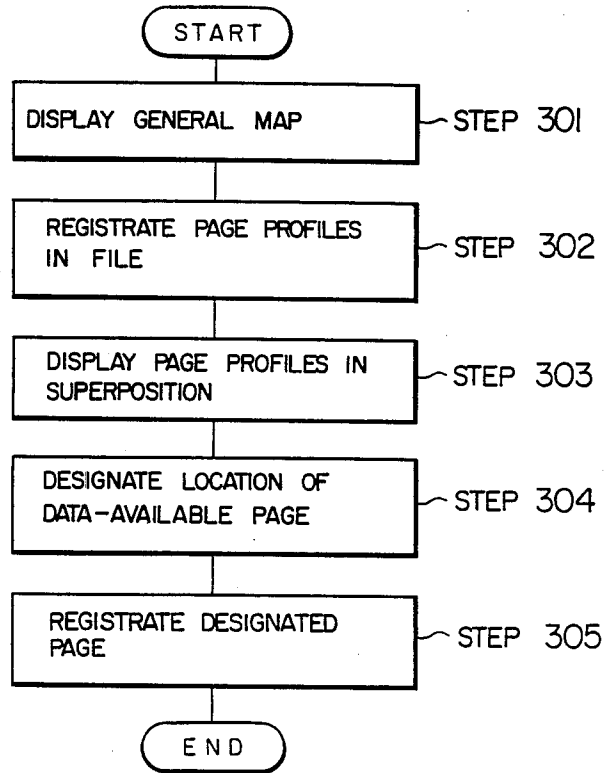 START
DISPLAY GENERAL MAP
STEP 301
REGISTRATE PAGE PROFILES
IN FILE
STEP 302
DISPLAY PAGE PROFILES IN
SUPERPOSITION
STEP 303
DESIGNATE LOCATION OF
DATA-AVAILABLE PAGE
STEP 304
REGISTRATE DESIGNATED
PAGE
STEP 305
END